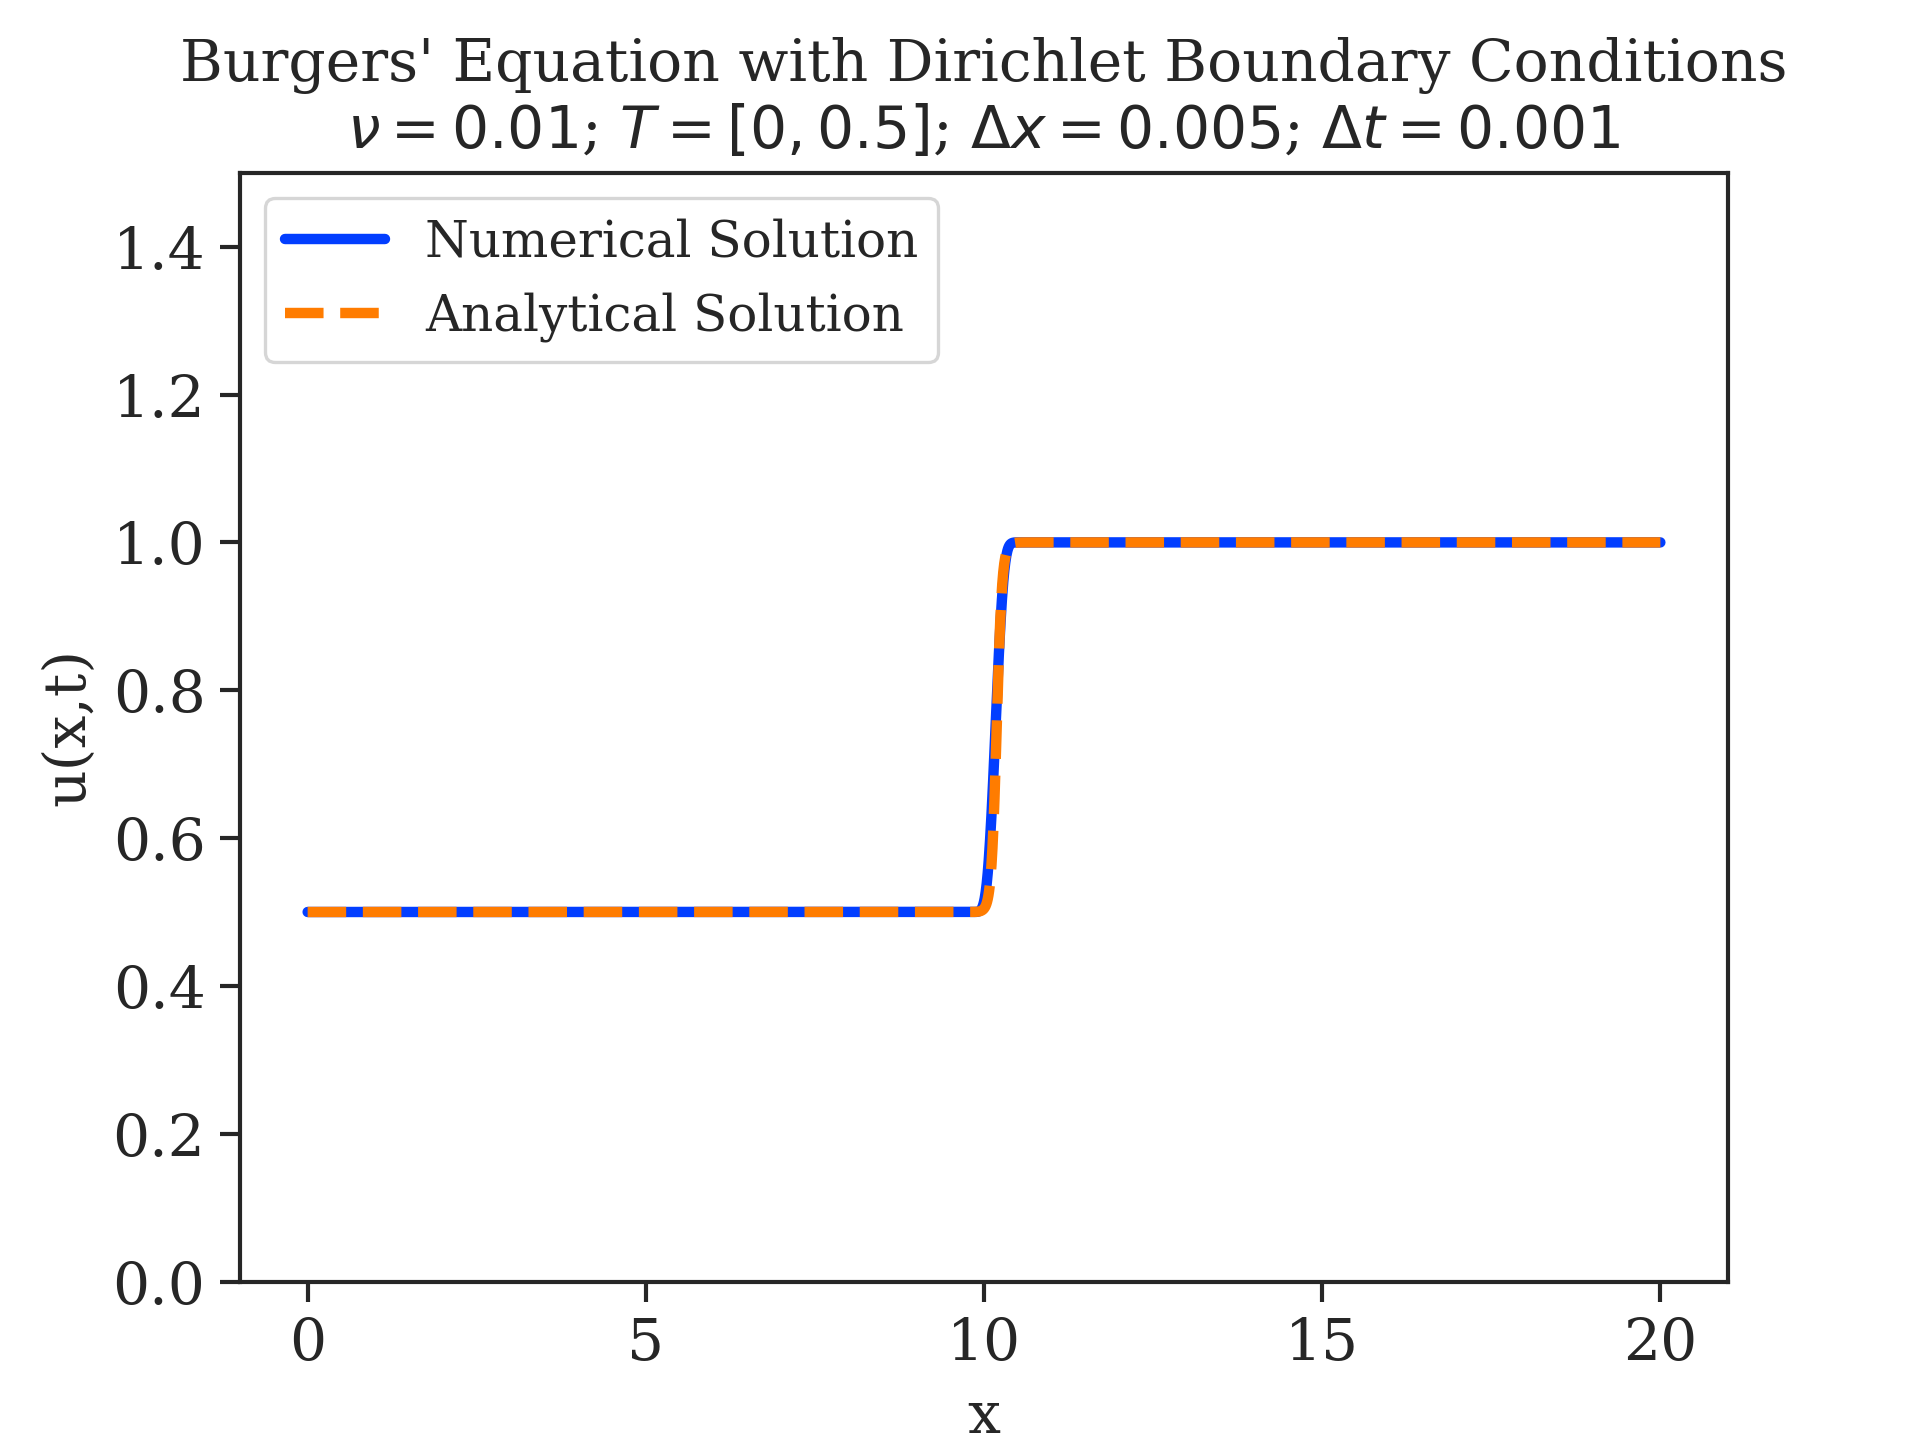 Burgers' Equation with Dirichlet Boundary Conditions
ν = 0.01; T = [0, 0.5]; Δx = 0.005; Δt = 0.001
Numerical Solution
Analytical Solution
1.4
1.2
1.0
0.8
0.6
0.4
0.2
0.0
u(x,t)
0 5 10 15 20
x